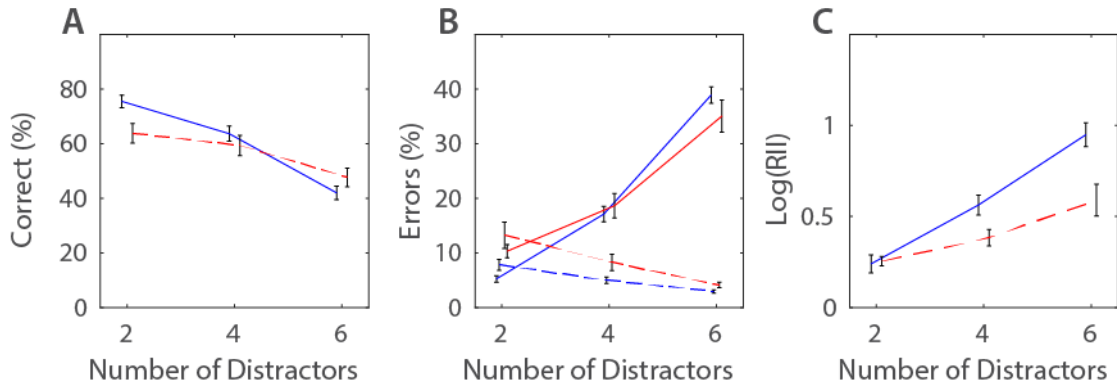 A
Correct (%)
80
60
40
20
0
2 4 6
Number of Distractors
B
Errors (%)
40
30
20
10
0
2 4 6
Number of Distractors
C
Log(RII)
1
0.5
0
2 4 6
Number of Distractors